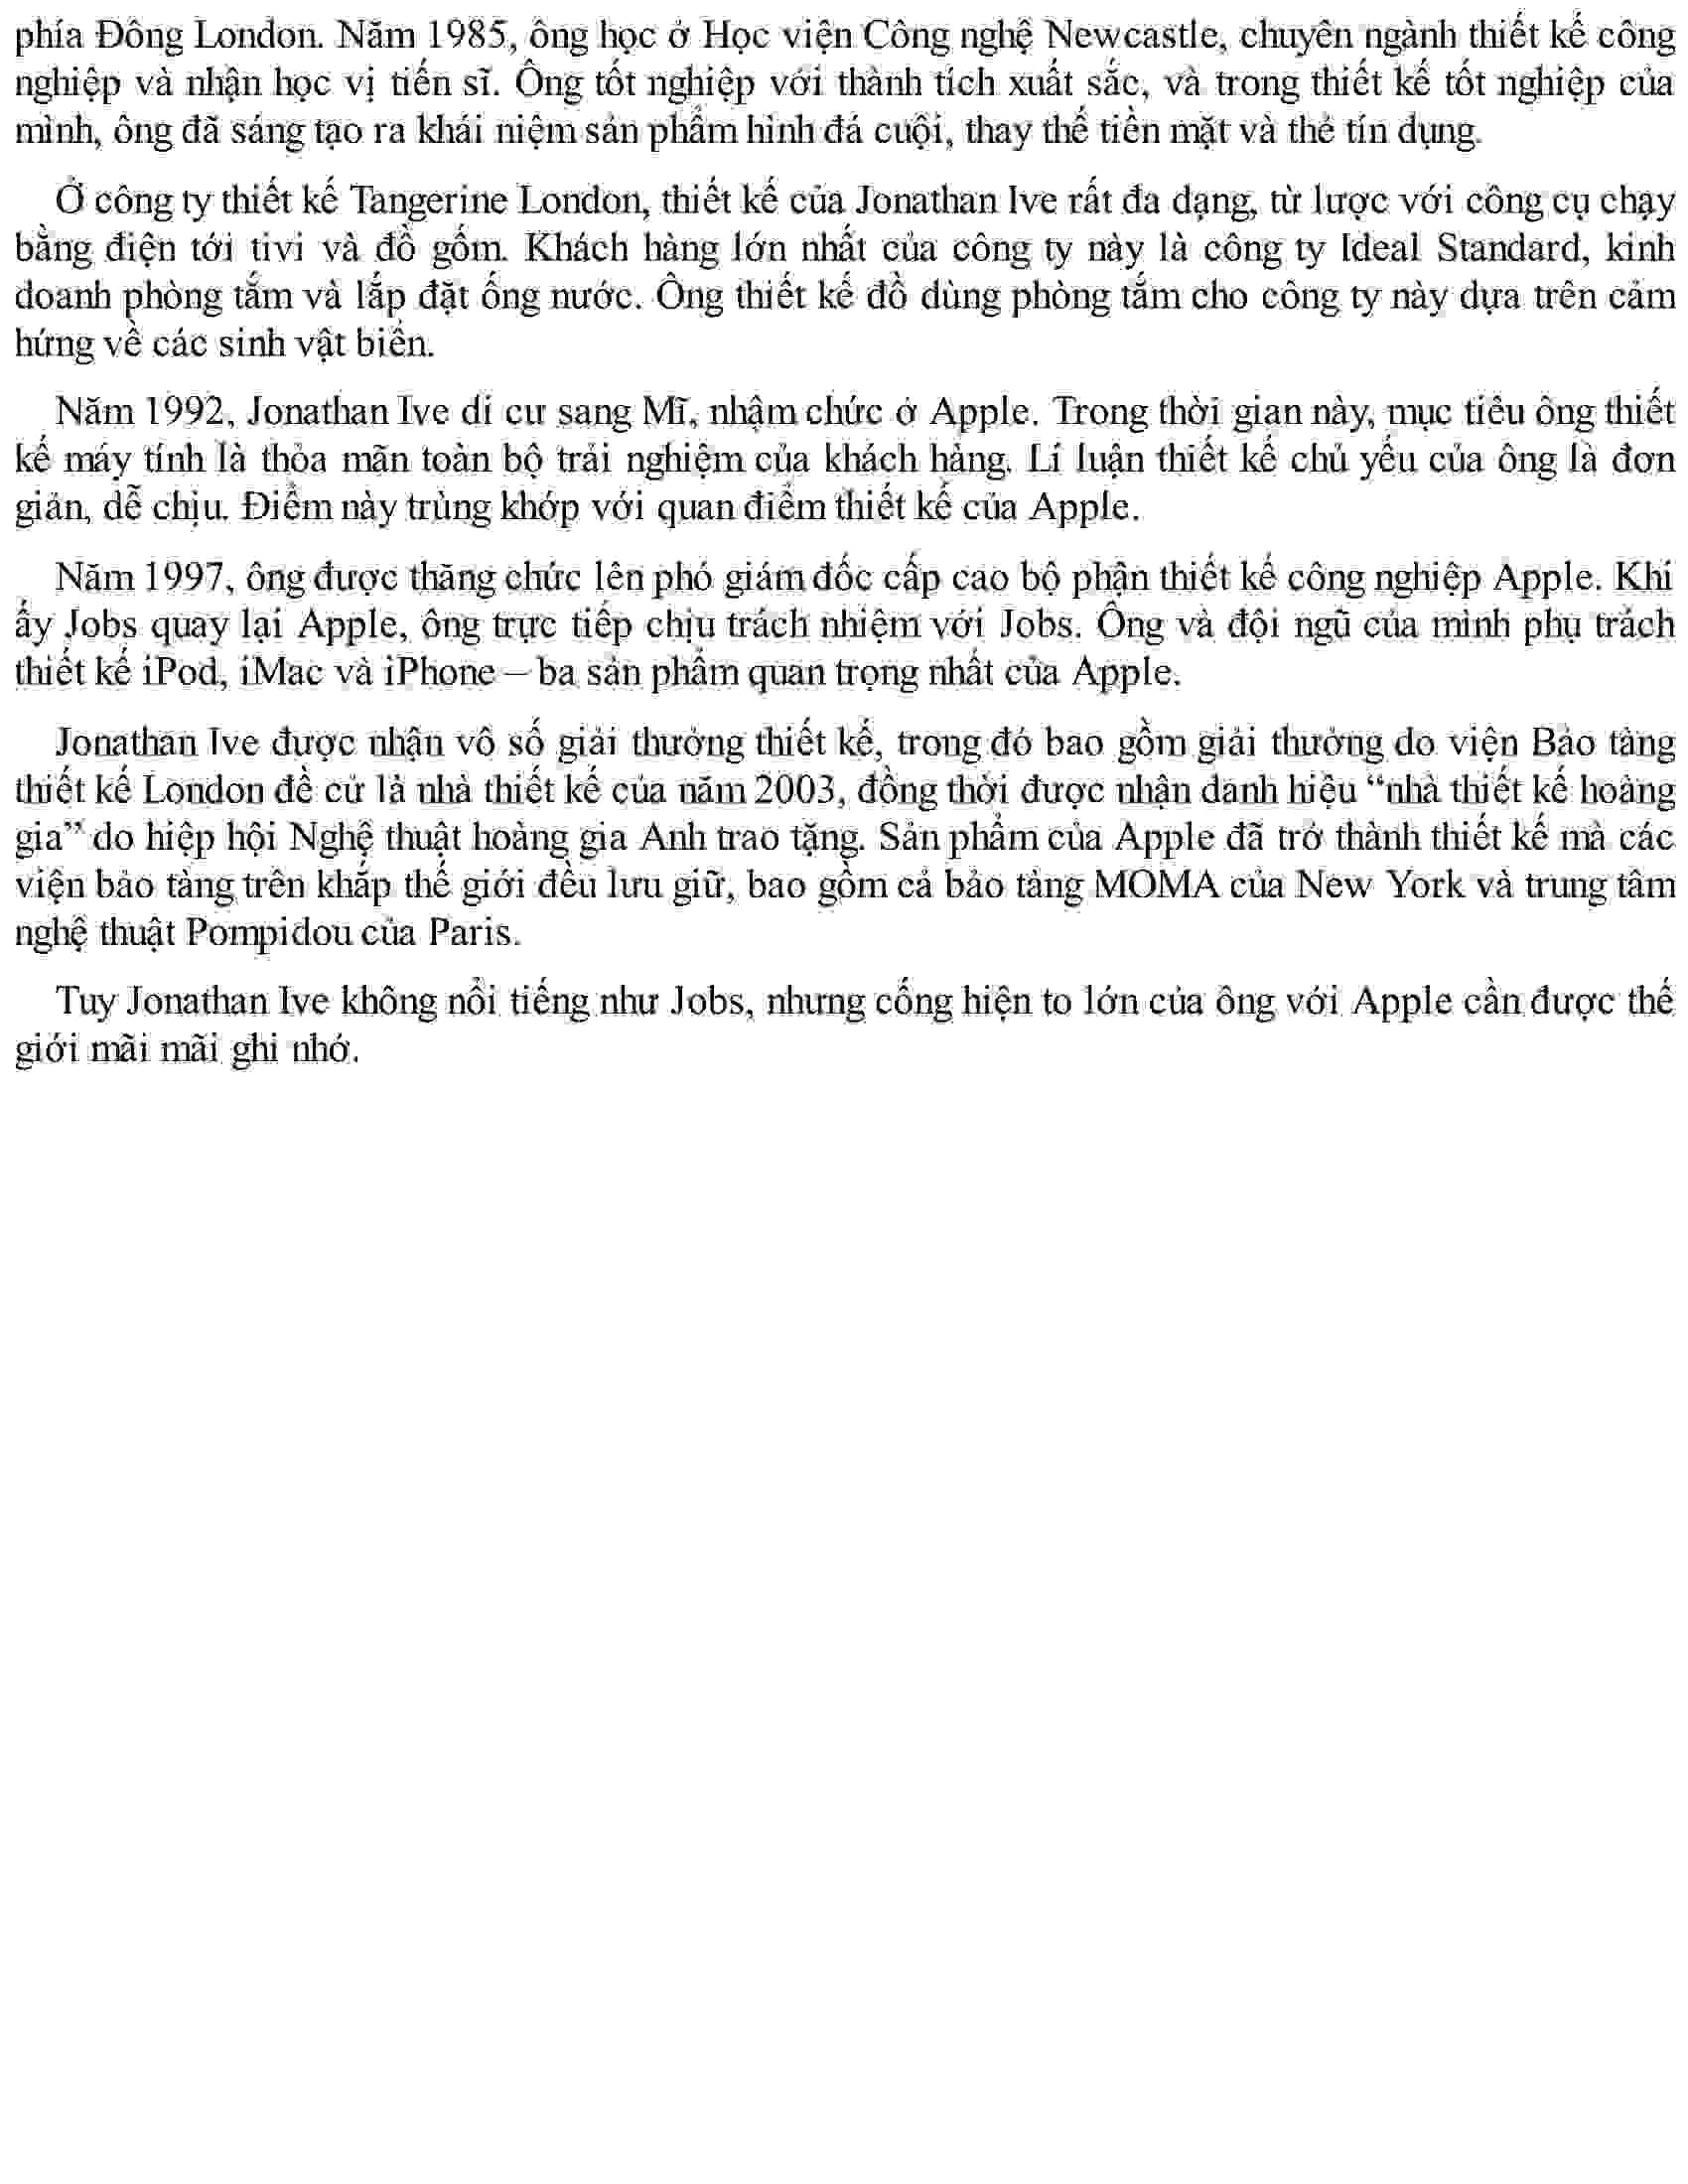 phía Đông London. Năm 1985, ông học ở Học viện Công nghệ Newcastle, chuyên ngành thiết kế công
nghiệp và nhận học vị tiến sĩ. Ông tốt nghiệp với thành tích xuất sắc, và trong thiết kế tốt nghiệp của
mình, ông đã sáng tạo ra khái niệm sản phẩm hình đá cuội, thay thế tiền mặt và thẻ tín dụng.
Ở công ty thiết kế Tangerine London, thiết kế của Jonathan Ive rất đa dạng, từ lược với công cụ chạy
bằng điện tới tivi và đồ gốm. Khách hàng lớn nhất của công ty này là công ty Ideal Standard, kinh
doanh phòng tắm và lắp đặt ống nước. Ông thiết kế đồ dùng phòng tắm cho công ty này dựa trên cảm
hứng về các sinh vật biển.
Năm 1992, Jonathan Ive di cư sang Mĩ, nhậm chức ở Apple. Trong thời gian này, mục tiêu ông thiết
kế máy tính là thỏa mãn toàn bộ trải nghiệm của khách hàng. Lí luận thiết kế chủ yếu của ông là đơn
giản, dễ chịu. Điểm này trùng khớp với quan điểm thiết kế của Apple.
Năm 1997, ông được thăng chức lên phó giám đốc cấp cao bộ phận thiết kế công nghiệp Apple. Khi
ấy Jobs quay lại Apple, ông trực tiếp chịu trách nhiệm với Jobs. Ông và đội ngũ của mình phụ trách
thiết kế iPod, iMac và iPhone – ba sản phẩm quan trọng nhất của Apple.
Jonathan Ive được nhận vô số giải thưởng thiết kế, trong đó bao gồm giải thưởng do viện Bảo tàng
thiết kế London đề cử là nhà thiết kế của năm 2003, đồng thời được nhận danh hiệu “nhà thiết kế hoàng
gia” do hiệp hội Nghệ thuật hoàng gia Anh trao tặng. Sản phẩm của Apple đã trở thành thiết kế mà các
viện bảo tàng trên khắp thế giới đều lưu giữ, bao gồm cả bảo tàng MOMA của New York và trung tâm
nghệ thuật Pompidou của Paris.
Tuy Jonathan Ive không nổi tiếng như Jobs, nhưng cống hiện to lớn của ông với Apple cần được thế
giới mãi mãi ghi nhớ.